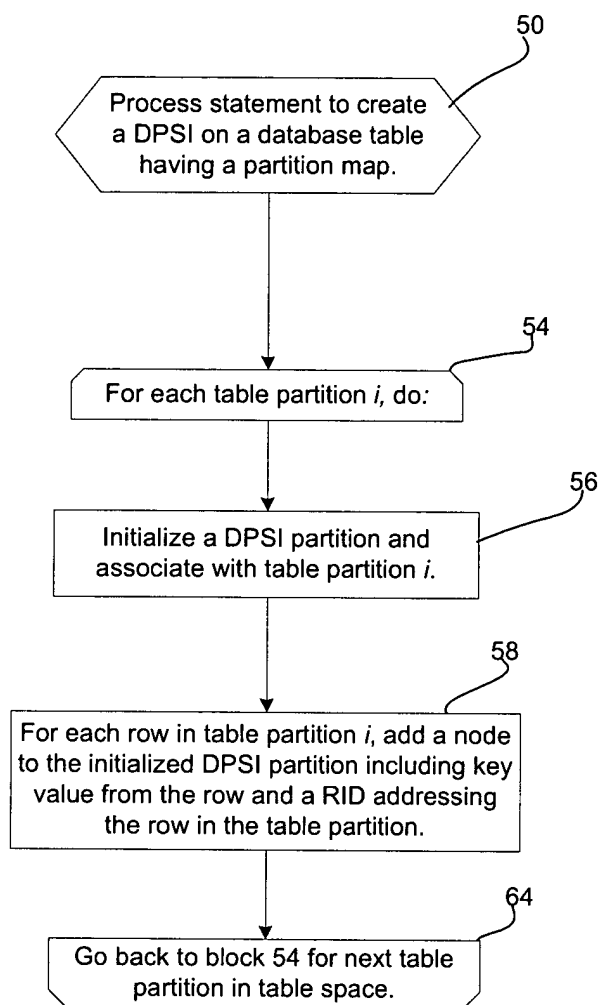 50
Process statement to create
a DPSI on a database table
having a partition map.
54
For each table partition i, do:
56
Initialize a DPSI partition and
associate with table partition i.
58
For each row in table partition i, add a node
to the initialized DPSI partition including key
value from the row and a RID addressing
the row in the table partition.
64
Go back to block 54 for next table
partition in table space.